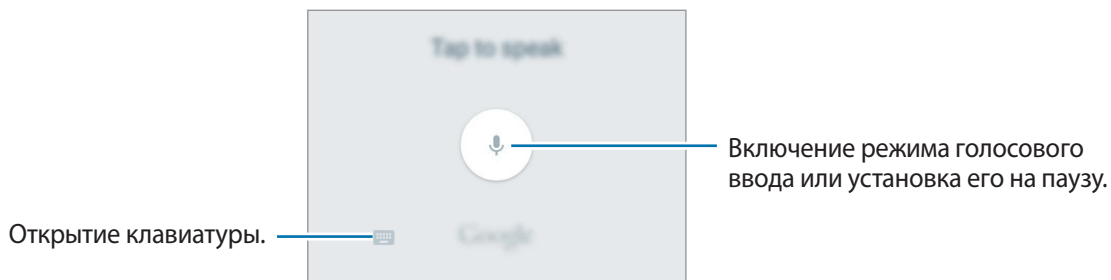 Tap to speak
Включение режима голосового
ввода или установка его на паузу.
Открытие клавиатуры.
Google